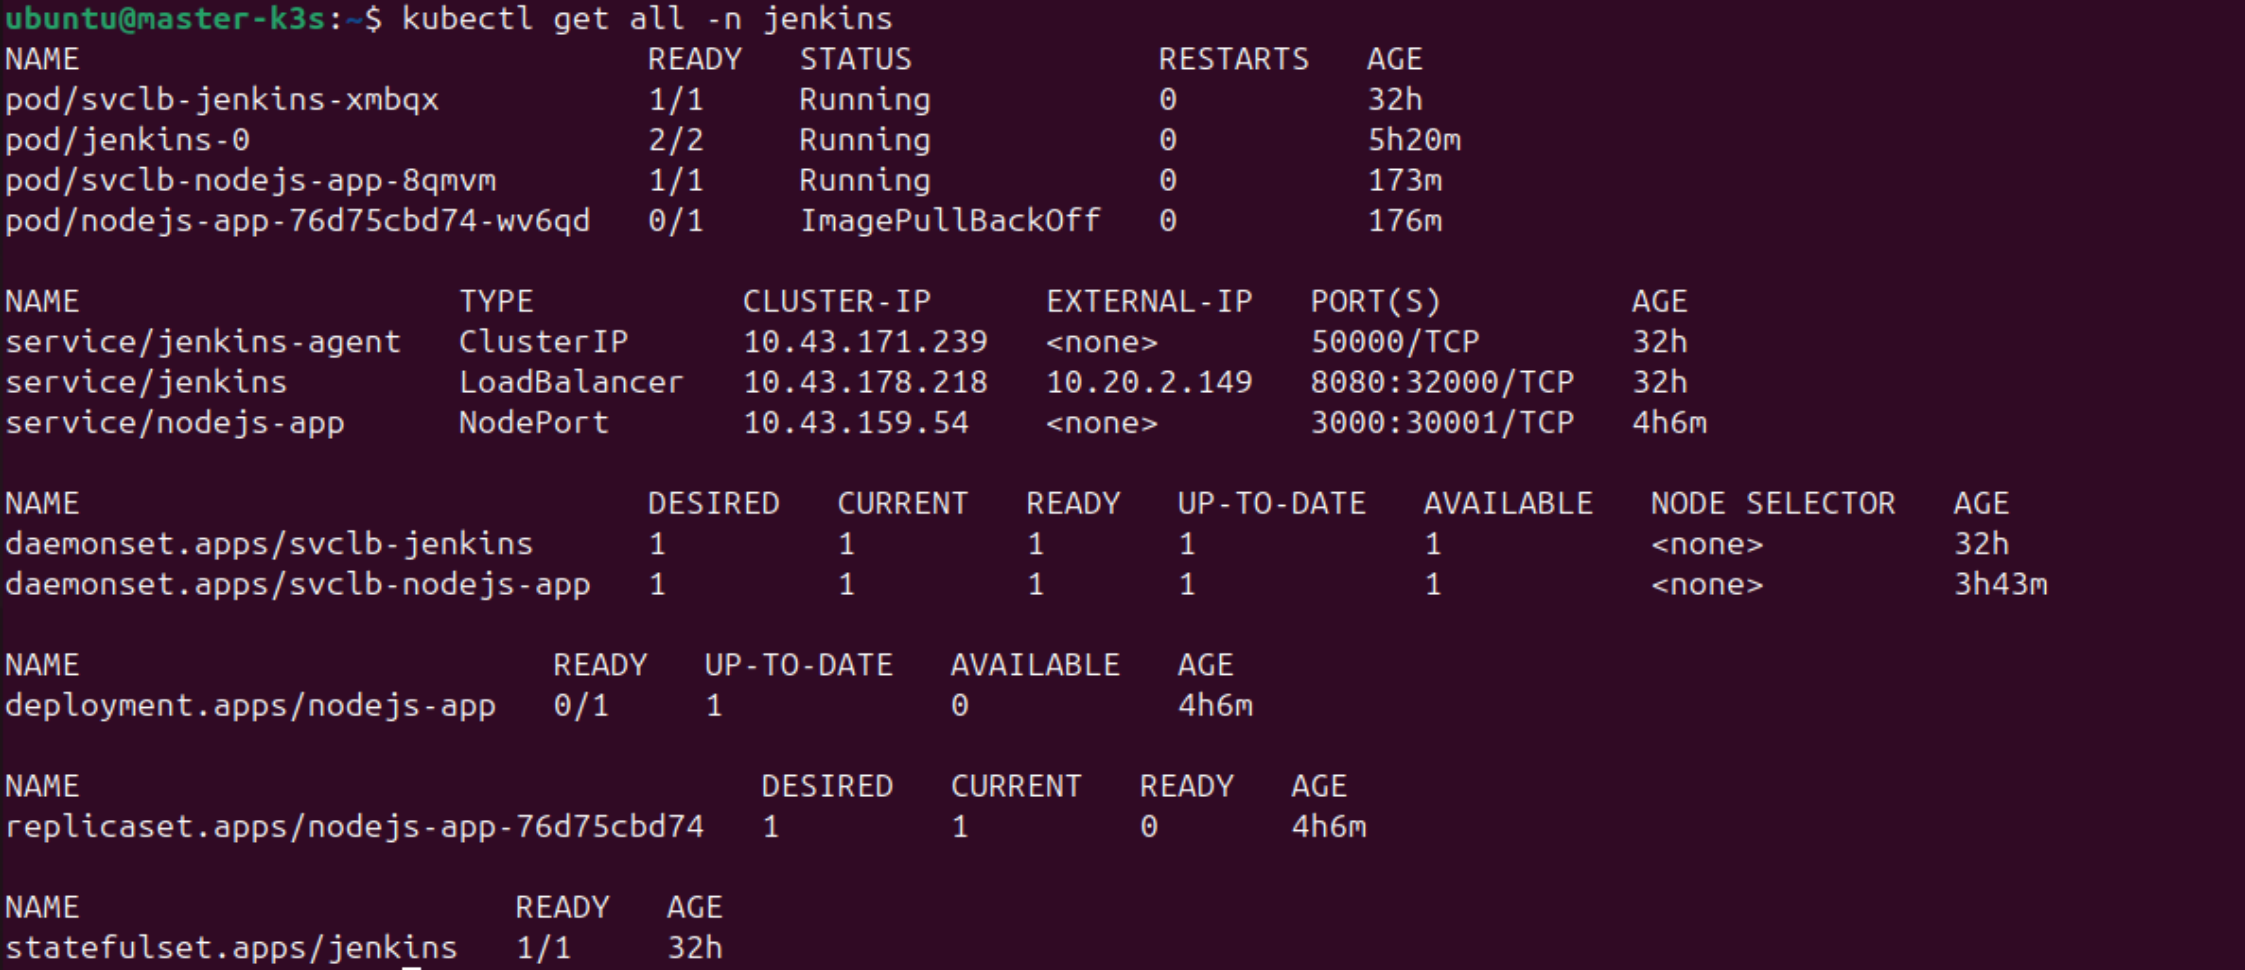 ubuntu@master-k3s:~$ kubectl get all -n jenkins
NAME READY STATUS RESTARTS AGE
pod/svclb-jenkins-xmbqx 1/1 Running 0 32h
pod/jenkins-0 2/2 Running 0 5h20m
pod/svclb-nodejs-app-8qmvm 1/1 Running 0 173m
pod/nodejs-app-76d75cbd74-wv6qd 0/1 ImagePullBackOff 0 176m
NAME TYPE CLUSTER-IP EXTERNAL-IP PORT(S) AGE
service/jenkins-agent ClusterIP 10.43.171.239 <none> 50000/TCP 32h
service/jenkins LoadBalancer 10.43.178.218 10.20.2.149 8080:32000/TCP 32h
service/nodejs-app NodePort 10.43.159.54 <none> 3000:30001/TCP 4h6m
NAME DESIRED CURRENT READY UP-TO-DATE AVAILABLE NODE SELECTOR AGE
daemonset.apps/svclb-jenkins 1 1 1 1 1 <none> 32h
daemonset.apps/svclb-nodejs-app 1 1 1 1 1 <none> 3h43m
NAME READY UP-TO-DATE AVAILABLE AGE
deployment.apps/nodejs-app 0/1 1 0 4h6m
NAME DESIRED CURRENT READY AGE
replicaset.apps/nodejs-app-76d75cbd74 1 1 0 4h6m
NAME READY AGE
statefulset.apps/jenkins 1/1 32h